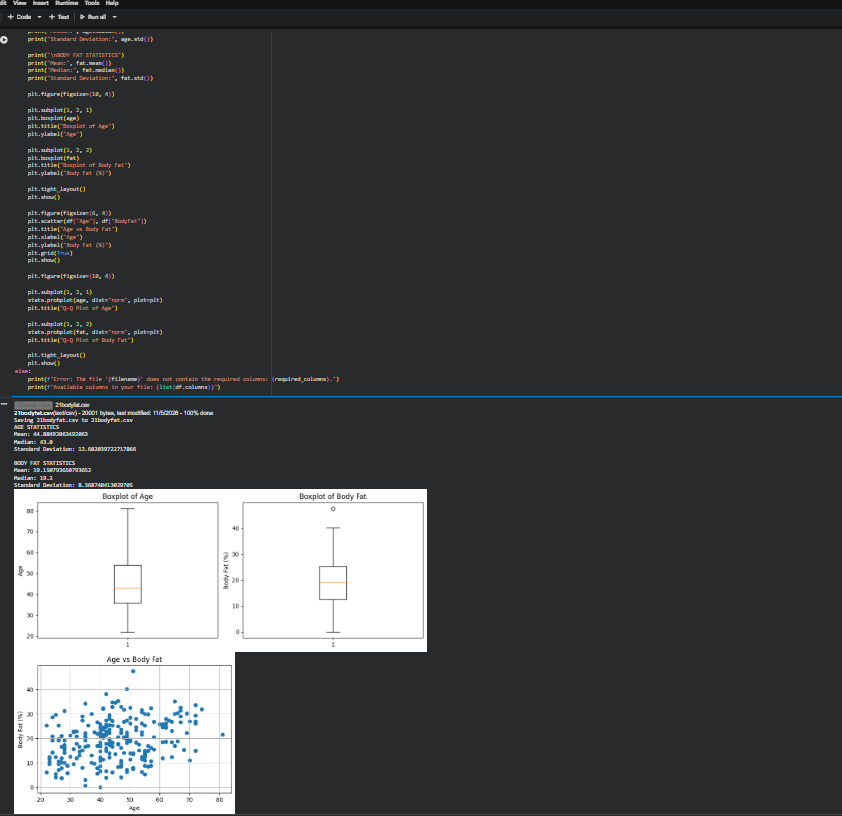 dit View Insert Runtime Tools Help
+ Code + Text Run all
print("Standard Deviation:", age.std())
print("\nBODY FAT STATISTICS")
print("Mean:", fat.mean())
print("Median:", fat.median())
print("Standard Deviation:", fat.std())
plt.figure(figsize=(10, 4))
plt.subplot(1, 2, 1)
plt.boxplot(age)
plt.title("Boxplot of Age")
plt.ylabel("Age")
plt.subplot(1, 2, 2)
plt.boxplot(fat)
plt.title("Boxplot of Body Fat")
plt.ylabel("Body Fat (%)")
plt.tight_layout()
plt.show()
plt.figure(figsize=(6, 4))
plt.scatter(df["Age"], df["BodyFat"])
plt.title("Age vs Body Fat")
plt.xlabel("Age")
plt.ylabel("Body Fat (%)")
plt.grid(True)
plt.show()
plt.figure(figsize=(10, 4))
plt.subplot(1, 2, 1)
stats.probplot(age, dist="norm", plot=plt)
plt.title("Q-Q Plot of Age")
plt.subplot(1, 2, 2)
stats.probplot(fat, dist="norm", plot=plt)
plt.title("Q-Q Plot of Body Fat")
plt.tight_layout()
plt.show()
else:
print(f"Error: The file '{filename}' does not contain the required columns: {required_columns}.")
print(f"Available columns in your file: {list(df.columns)}")
21bodyfat.csv
21bodyfat.csv(text/csv) - 20001 bytes, last modified: 11/5/2026 - 100% done
Saving 21bodyfat.csv to 21bodyfat.csv
AGE STATISTICS
Mean: 44.88492063492063
Median: 43.0
Standard Deviation: 12.602039722717866
BODY FAT STATISTICS
Mean: 19.150793650793652
Median: 19.2
Standard Deviation: 8.368740413029705
Boxplot of Age
80
70
60
50
40
30
20
Age
1
Boxplot of Body Fat
40
30
20
10
0
Body Fat (%)
1
Age vs Body Fat
40
30
20
10
0
Body Fat (%)
20 30 40 50 60 70 80
Age